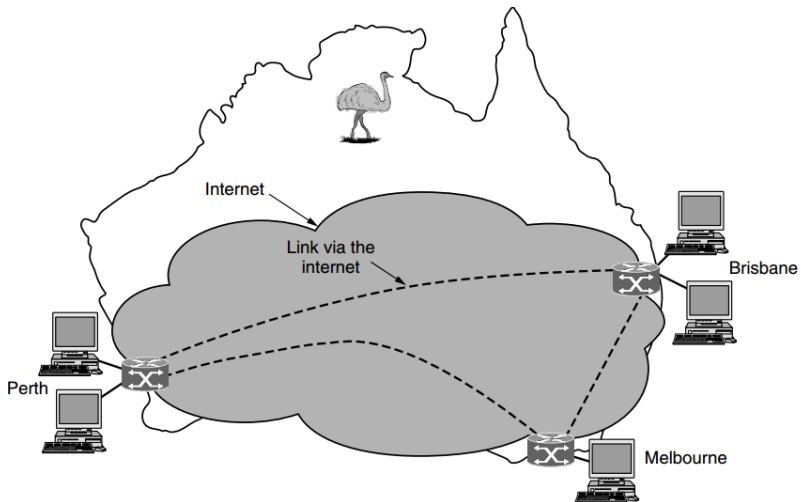 Internet
Link via the
internet
Brisbane
Perth
Melbourne